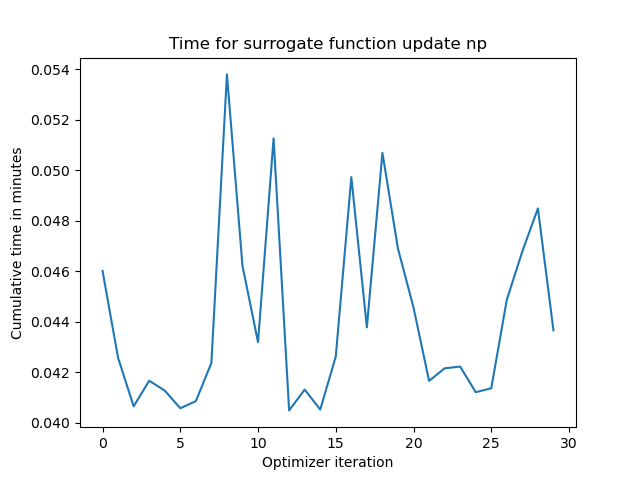 Time for surrogate function update np
0.054
0.052
0.050
0.048
0.046
0.044
0.042
0.040
Cumulative time in minutes
0 5 10 15 20 25 30
Optimizer iteration